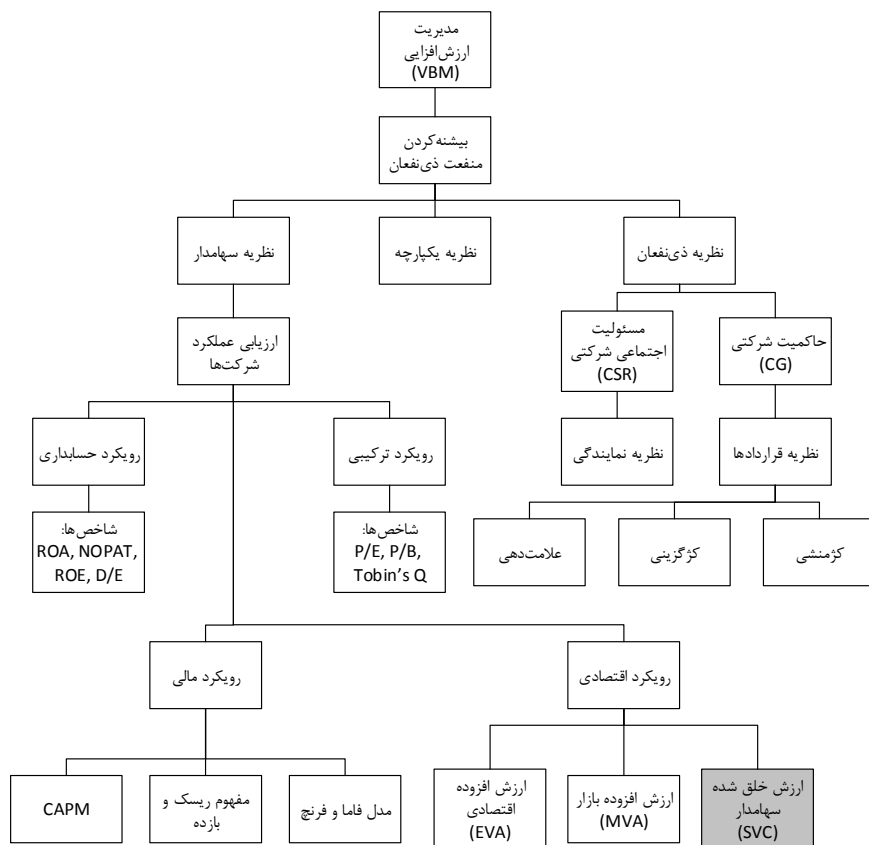 مدیریت
ارزش‌افزایی
(VBM)
بیشنه‌کردن
منفعت ذی‌نفعان
نظریه ذی‌نفعان
نظریه یکپارچه
نظریه سهامدار
حاکمیت شرکتی
(CG)
مسئولیت
اجتماعی شرکتی
(CSR)
ارزیابی عملکرد
شرکت‌ها
نظریه قراردادها
نظریه نمایندگی
رویکرد ترکیبی
رویکرد حسابداری
کژمنشی
کژگزینی
علامت‌دهی
شاخص‌ها:
P/E, P/B,
Tobin’s Q
شاخص‌ها:
ROA, NOPAT,
ROE, D/E
رویکرد اقتصادی
رویکرد مالی
ارزش خلق شده
سهامدار
(SVC)
ارزش افزوده بازار
(MVA)
ارزش افزوده
اقتصادی
(EVA)
مدل فاما و فرنچ
مفهوم ریسک و
بازده
CAPM